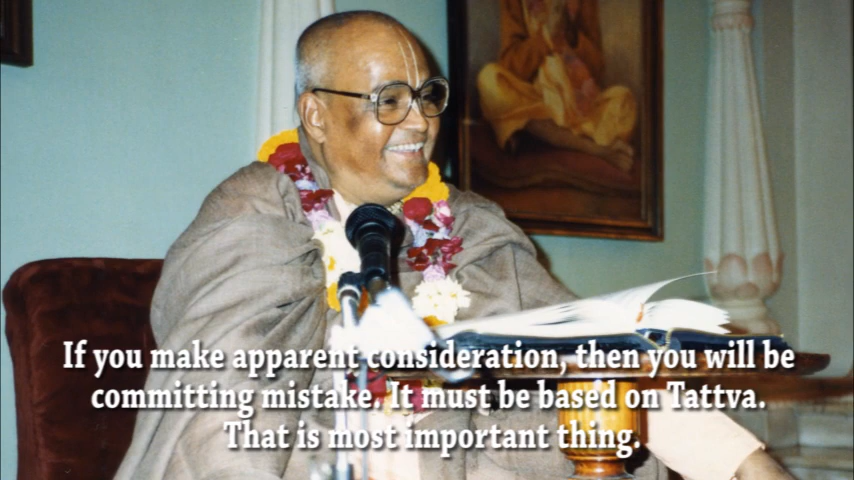 If you make apparent consideration, then you will be
committing mistake. It must be based on Tattva.
That is most important thing.